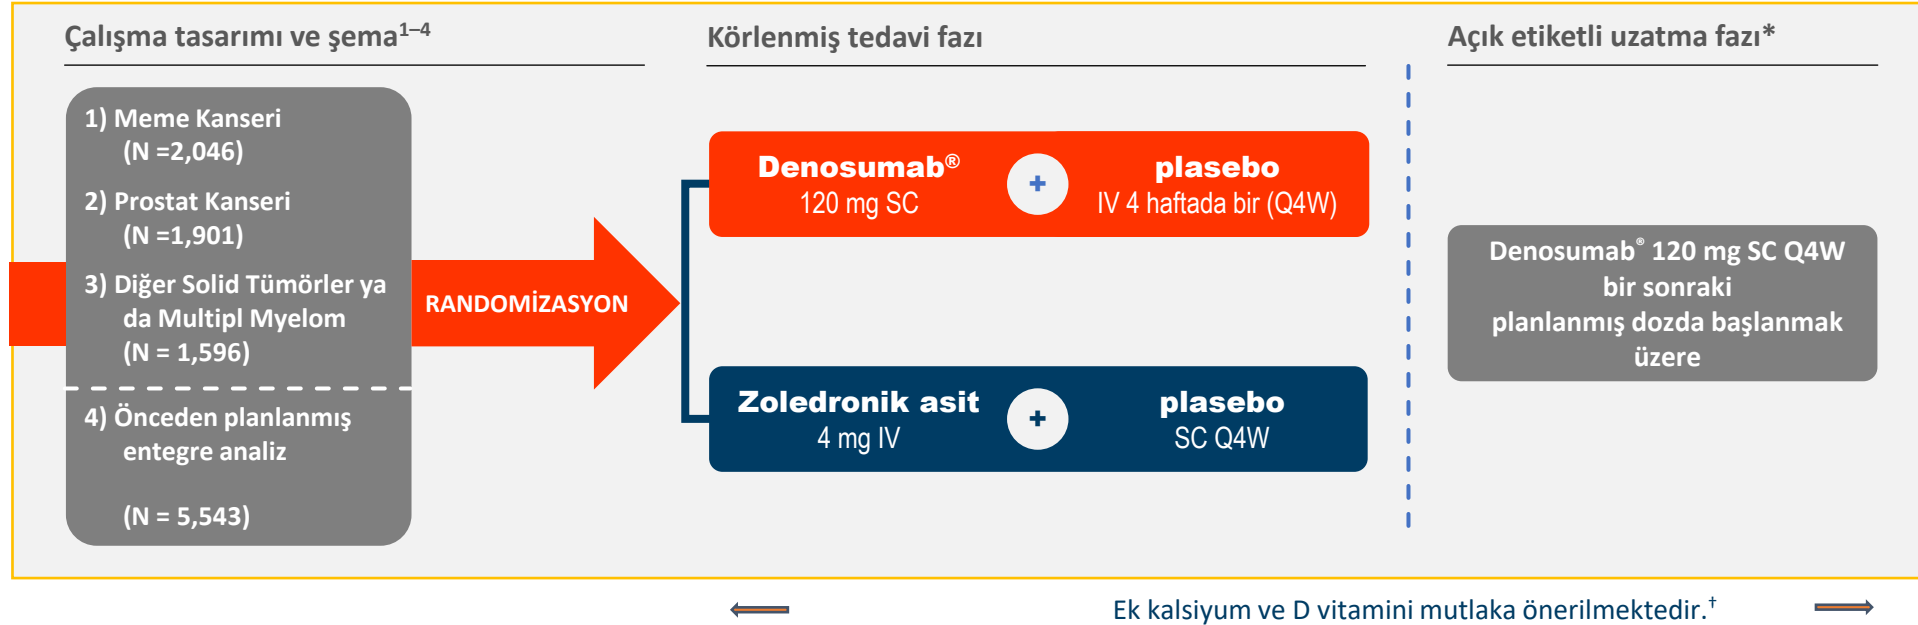 Çalışma tasarımı ve şema¹⁻⁴
1) Meme Kanseri
(N =2,046)
2) Prostat Kanseri
(N =1,901)
3) Diğer Solid Tümörler ya
da Multipl Myelom
(N = 1,596)
4) Önceden planlanmış
entegre analiz
(N = 5,543)
RANDOMİZASYON
Körlenmiş tedavi fazı
Denosumab®
120 mg SC
+
plasebo
IV 4 haftada bir (Q4W)
Zoledronik asit
4 mg IV
+
plasebo
SC Q4W
Açık etiketli uzatma fazı*
Denosumab® 120 mg SC Q4W
bir sonraki
planlanmış dozda başlanmak
üzere
Ek kalsiyum ve D vitamini mutlaka önerilmektedir.†